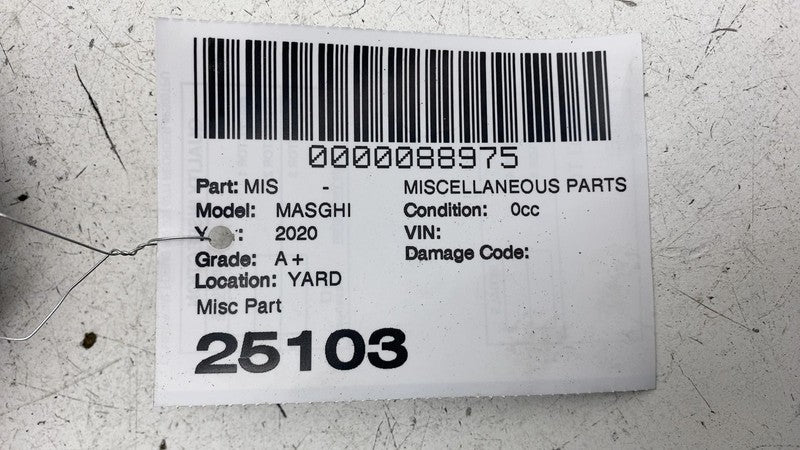 0000088975
Part: MIS - MISCELLANEOUS PARTS
Model: MASGHI Condition: 0cc
2020 VIN:
Grade: A+ Damage Code:
Location: YARD
Misc Part
25103